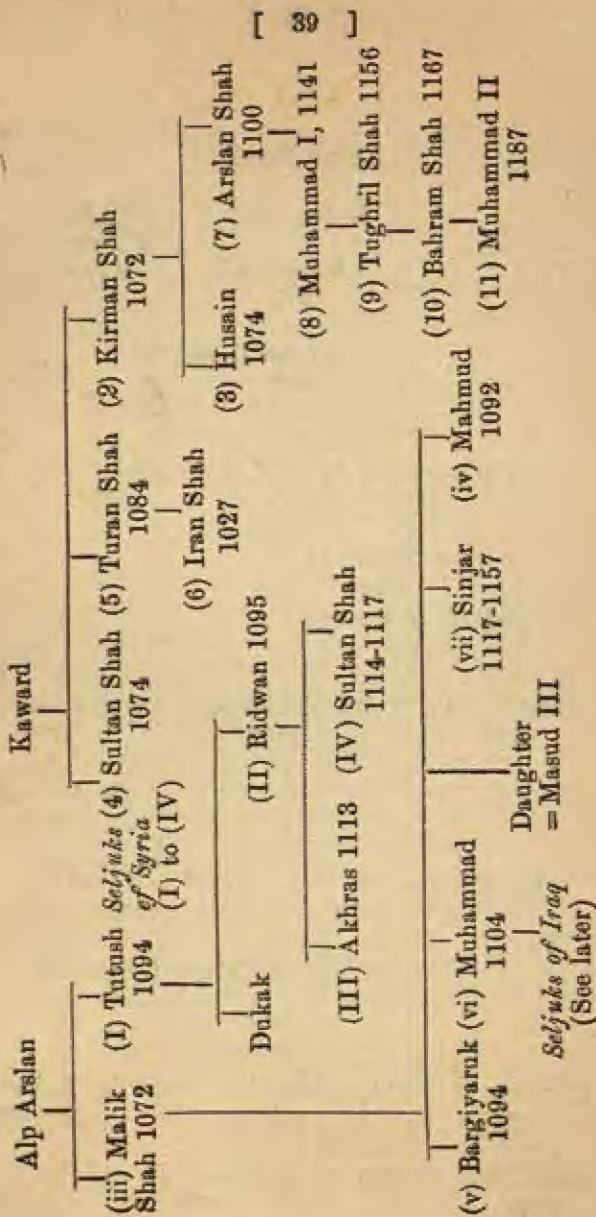 [ 39 ]
Alp Arslan
Kaward
(iii) Malik
Shah 1072
(I) Tutush
1094
Seljuks
of Syria
(I) to (IV)
(4) Sultan Shah
1074
(5) Turan Shah
1084
(2) Kirman Shah
1072
(6) Iran Shah
1027
(3) Husain
1074
(7) Arslan Shah
1100
(8) Muhammad I, 1141
(9) Tughril Shah 1156
(10) Bahram Shah 1167
(11) Muhammad II
1187
Dukak
(II) Ridwan 1095
(III) Akhras 1113
(IV) Sultan Shah
1114-1117
(v) Bargiyaruk
1094
(vi) Muhammad
1104
Daughter
= Masud III
(vii) Sinjar
1117-1157
(iv) Mahmud
1092
Seljuks of Iraq
(See later)